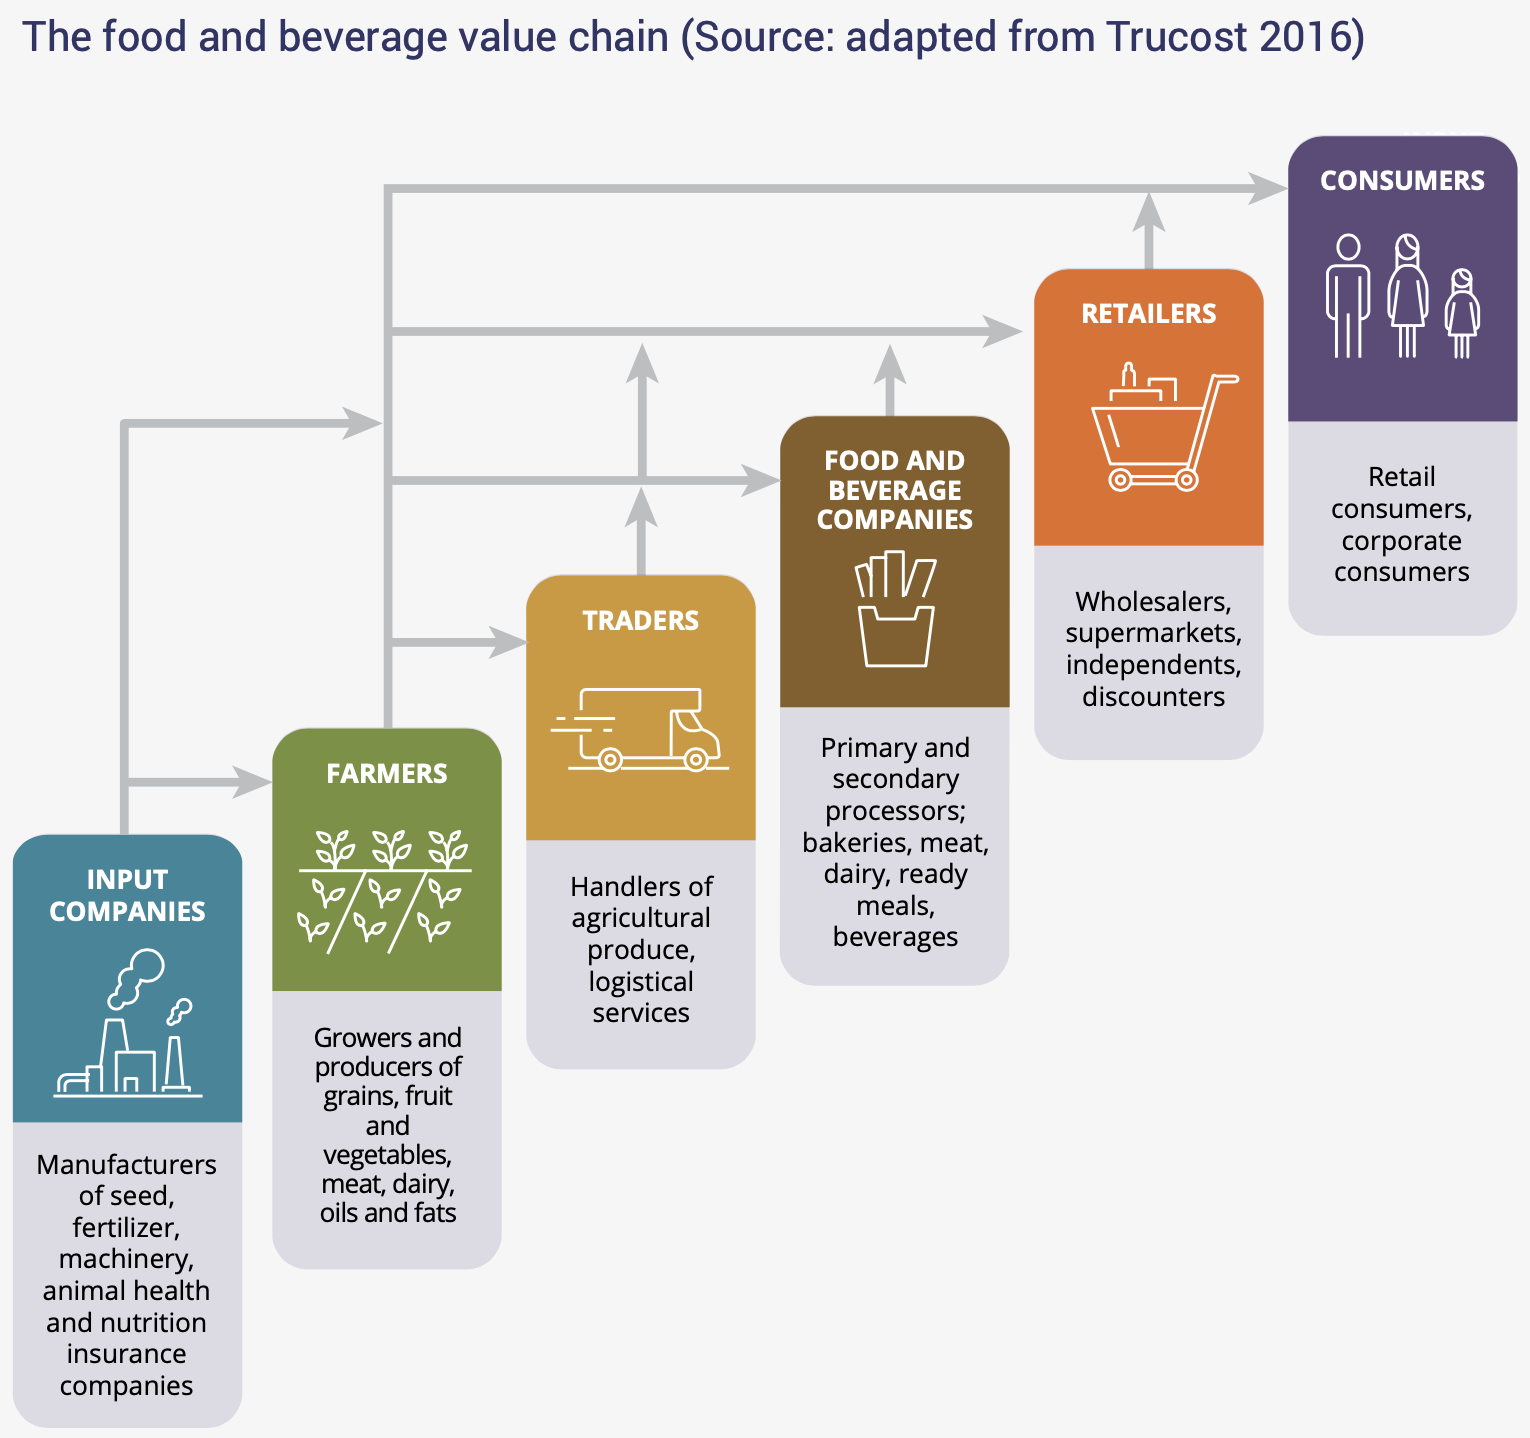 The food and beverage value chain (Source: adapted from Trucost 2016)
INPUT
COMPANIES
Manufacturers
of seed,
fertilizer,
machinery,
animal health
and nutrition
insurance
companies
FARMERS
Growers and
producers of
grains, fruit
and
vegetables,
meat, dairy,
oils and fats
TRADERS
Handlers of
agricultural
produce,
logistical
services
FOOD AND
BEVERAGE
COMPANIES
Primary and
secondary
processors;
bakeries, meat,
dairy, ready
meals,
beverages
RETAILERS
Wholesalers,
supermarkets,
independents,
discounters
CONSUMERS
Retail
consumers,
corporate
consumers